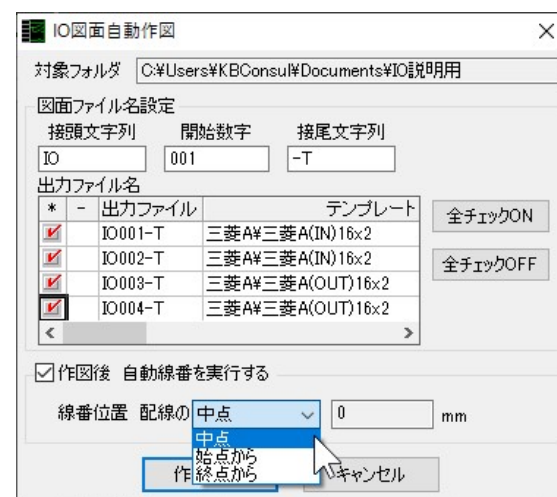 IO図面自動作図
対象フォルダ C:¥Users¥KBConsul¥Documents¥IO説明用
図面ファイル名設定
接頭文字列 開始数字 接尾文字列
IO 001 -T
出力ファイル名
* - 出力ファイル テンプレート
IO001-T 三菱A¥三菱A(IN)16x2
IO002-T 三菱A¥三菱A(IN)16x2
IO003-T 三菱A¥三菱A(OUT)16x2
IO004-T 三菱A¥三菱A(OUT)16x2
全チェックON
全チェックOFF
作図後 自動線番を実行する
線番位置 配線の 中点 0 mm
中点
始点から
終点から
作 キャンセル